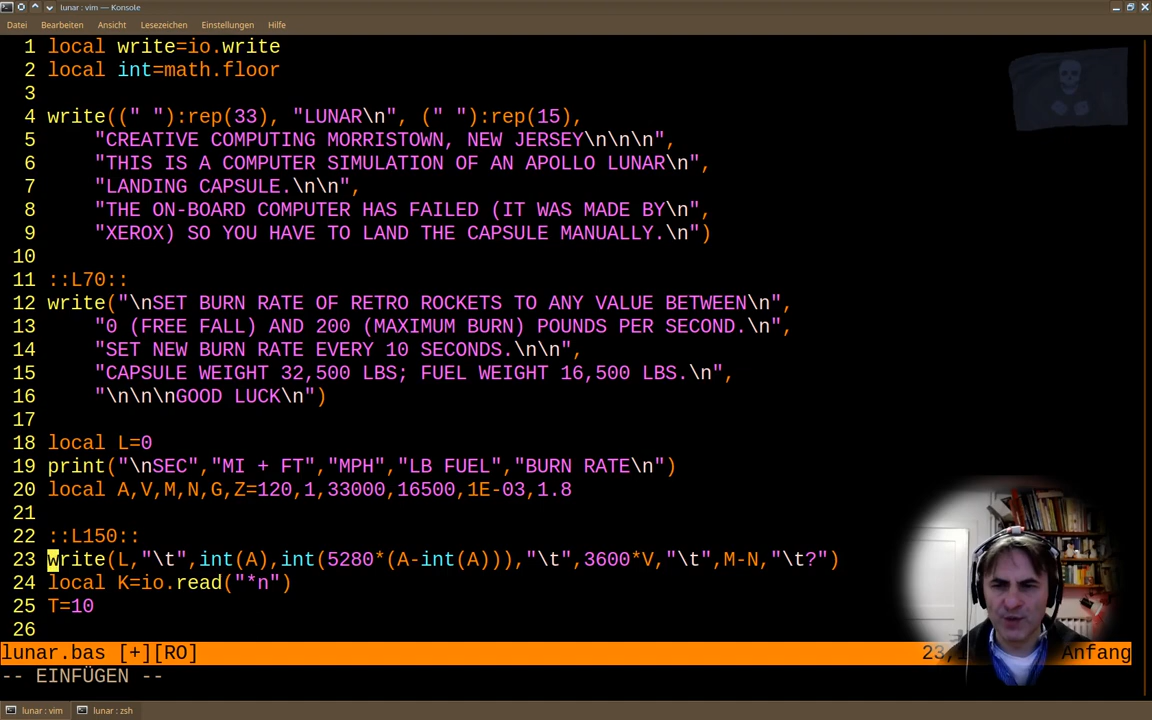 lunar : vim — Konsole
Datei Bearbeiten Ansicht Lesezeichen Einstellungen Hilfe
1 local write=io.write
2 local int=math.floor
3
4 write((" "):rep(33), "LUNAR\n", (" "):rep(15),
5 "CREATIVE COMPUTING MORRISTOWN, NEW JERSEY\n\n\n",
6 "THIS IS A COMPUTER SIMULATION OF AN APOLLO LUNAR\n",
7 "LANDING CAPSULE.\n\n",
8 "THE ON-BOARD COMPUTER HAS FAILED (IT WAS MADE BY\n",
9 "XEROX) SO YOU HAVE TO LAND THE CAPSULE MANUALLY.\n")
10
11 ::L70::
12 write("\nSET BURN RATE OF RETRO ROCKETS TO ANY VALUE BETWEEN\n",
13 "0 (FREE FALL) AND 200 (MAXIMUM BURN) POUNDS PER SECOND.\n",
14 "SET NEW BURN RATE EVERY 10 SECONDS.\n\n",
15 "CAPSULE WEIGHT 32,500 LBS; FUEL WEIGHT 16,500 LBS.\n",
16 "\n\n\nGOOD LUCK\n")
17
18 local L=0
19 print("\nSEC","MI + FT","MPH","LB FUEL","BURN RATE\n")
20 local A,V,M,N,G,Z=120,1,33000,16500,1E-03,1.8
21
22 ::L150::
23 write(L,"\t",int(A),int(5280*(A-int(A))),"\t",3600*V,"\t",M-N,"\t?")
24 local K=io.read("*n")
25 T=10
26
lunar.bas [+][RO] 23, Anfang
-- EINFÜGEN --
lunar : vim lunar : zsh